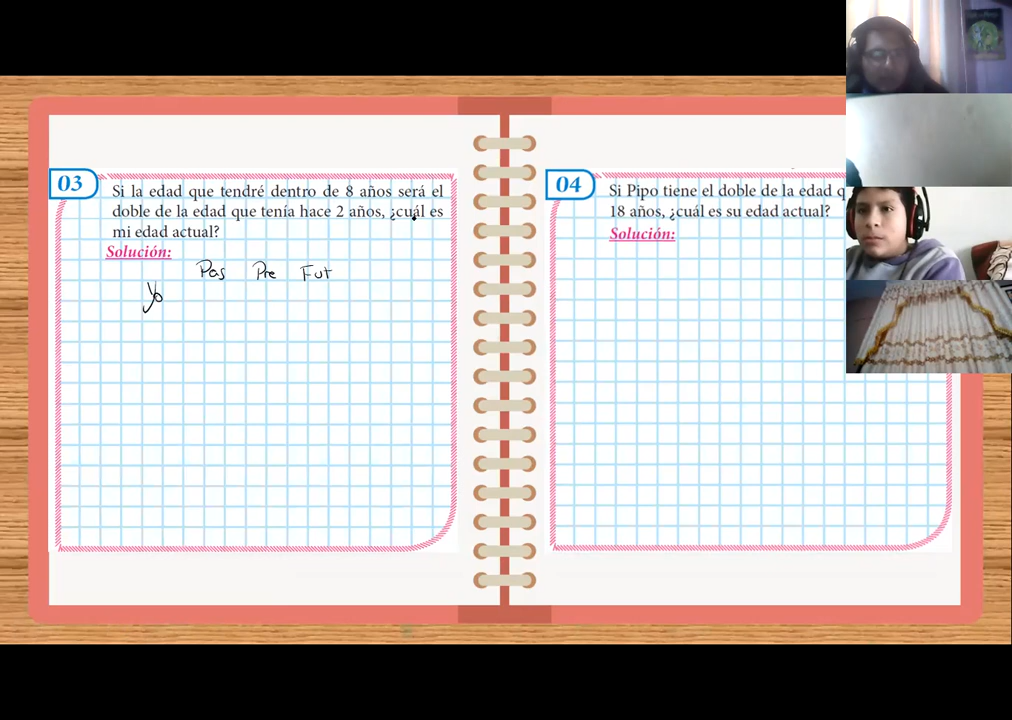 03
Si la edad que tendré dentro de 8 años será el
doble de la edad que tenía hace 2 años, ¿cuál es
mi edad actual?
Solución:
Pas Pre Fut
Yo
04
Si Pipo tiene el doble de la edad q
18 años, ¿cuál es su edad actual?
Solución: